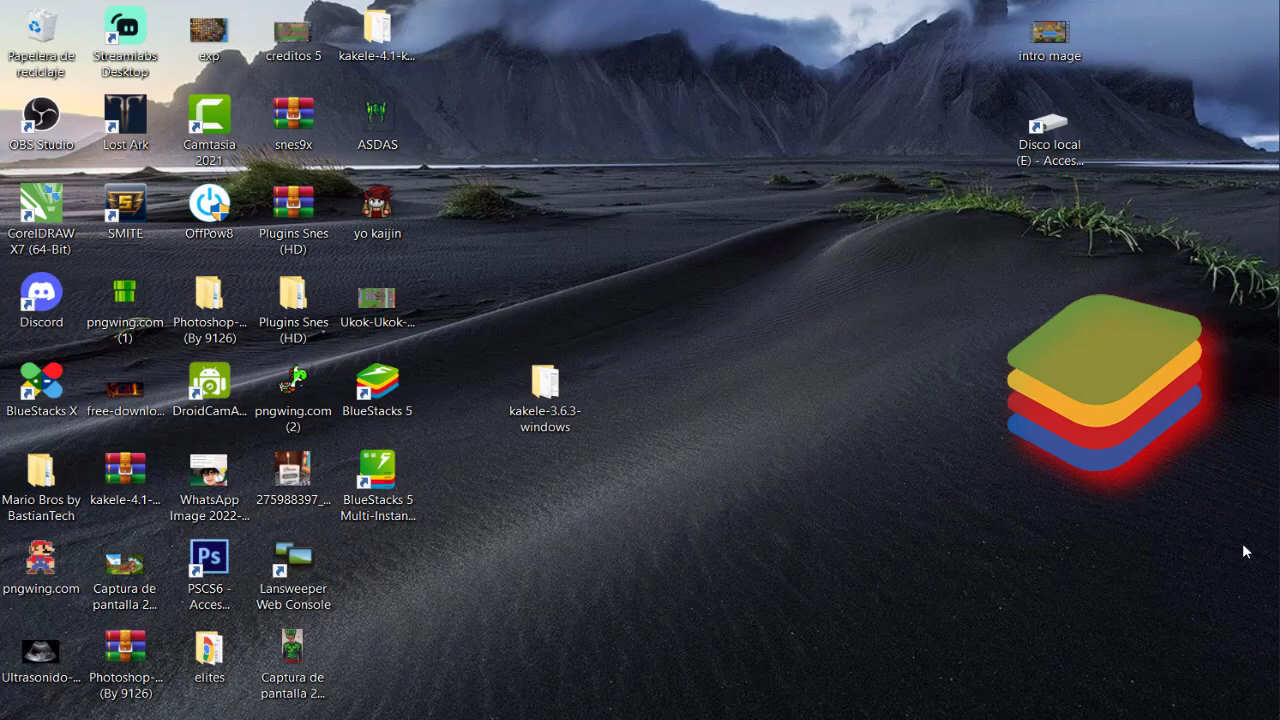 Papelera de
reciclaje
Streamlabs
Desktop
exp
creditos 5
kakele-4.1-k...
intro mage
OBS Studio
Lost Ark
Camtasia
2021
snes9x
ASDAS
Disco local
(E) - Acces...
CorelDRAW
X7 (64-Bit)
SMITE
OffPow8
Plugins Snes
(HD)
yo kaijin
Discord
pngwing.com
(1)
Photoshop-...
(By 9126)
Plugins Snes
(HD)
Ukok-Ukok-...
BlueStacks X
free-downlo...
DroidCamA...
pngwing.com
(2)
BlueStacks 5
kakele-3.6.3-
windows
Mario Bros by
BastianTech
kakele-4.1-...
WhatsApp
Image 2022-...
275988397_...
BlueStacks 5
Multi-Instan...
pngwing.com
Captura de
pantalla 2...
Ps
PSCS6 -
Acces...
Lansweeper
Web Console
Ultrasonido-...
Photoshop-...
(By 9126)
elites
Captura de
pantalla 2...